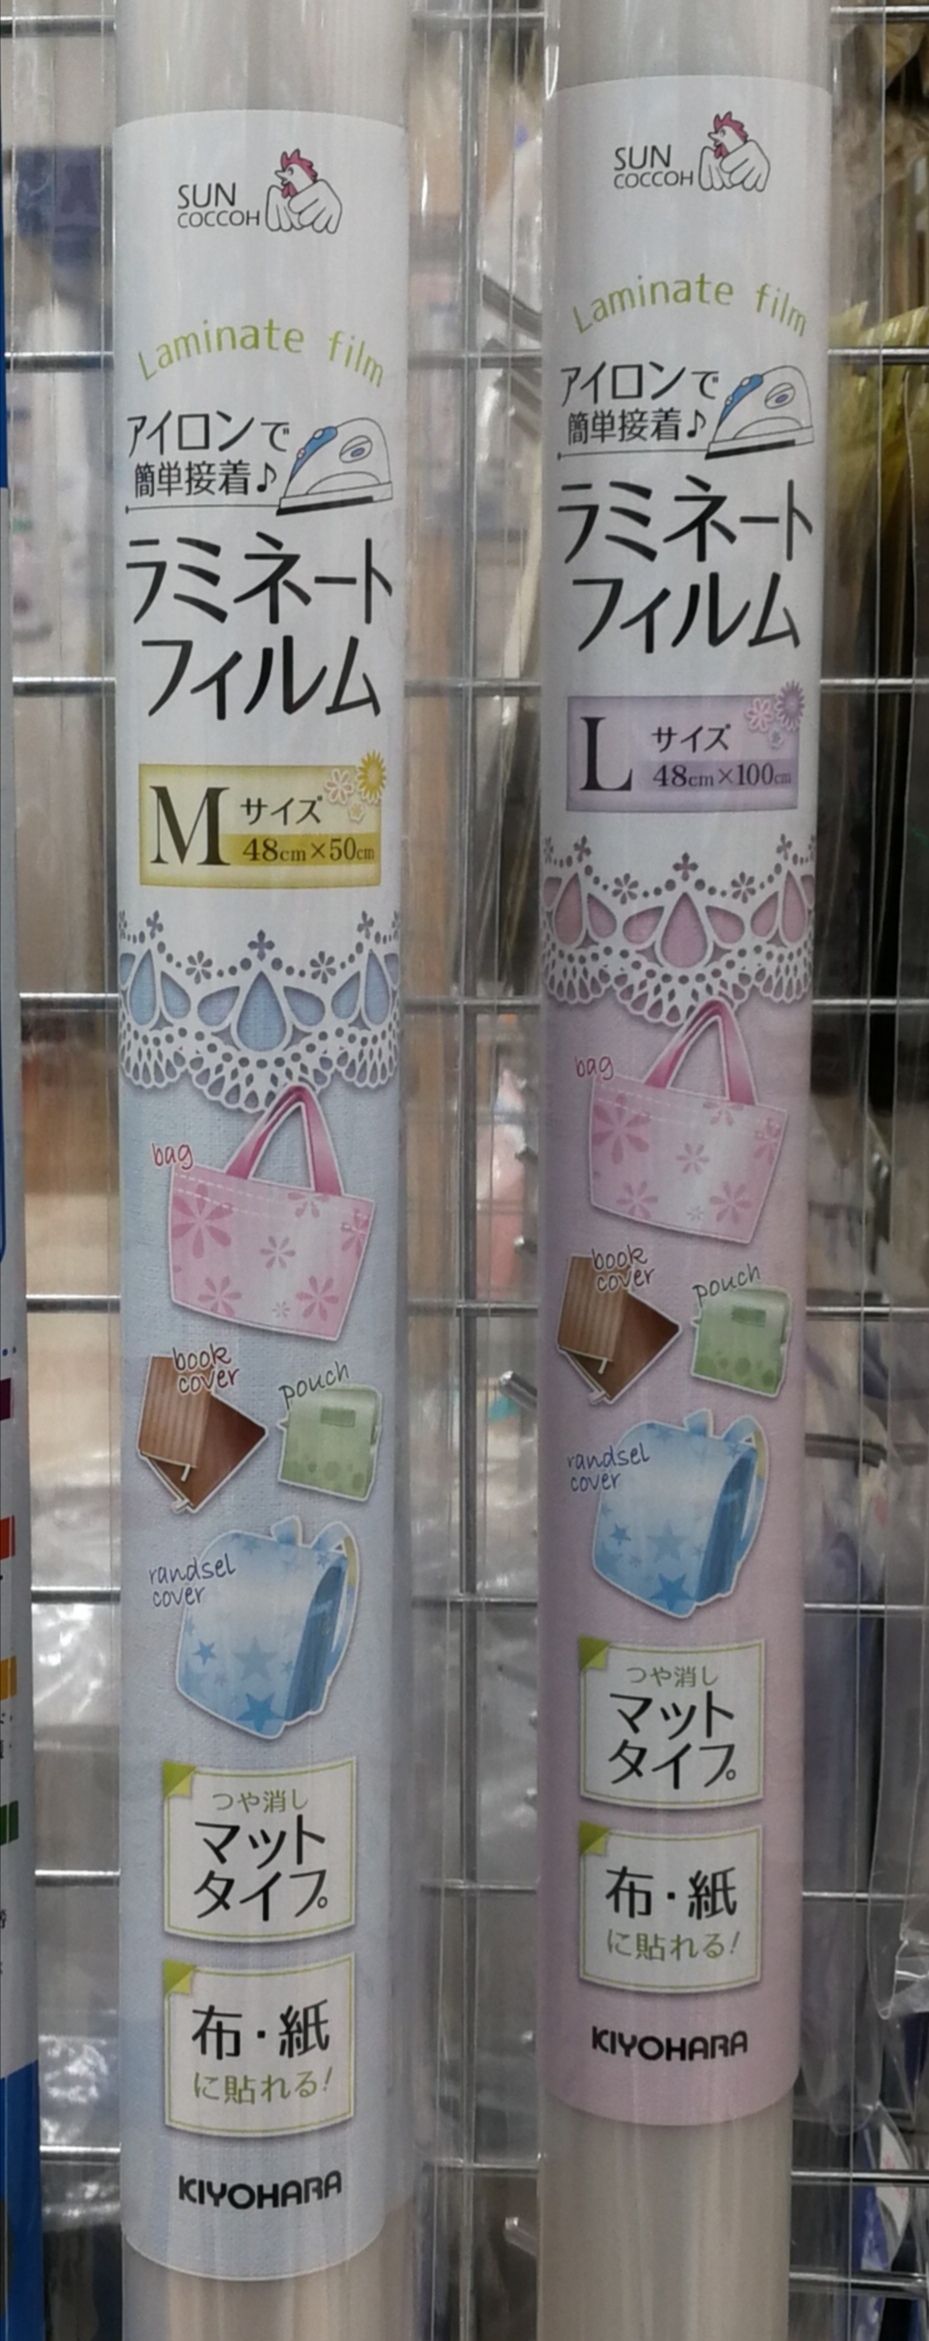 SUN
COCCOH
Laminate film
アイロンで
簡単接着♪
ラミネート
フィルム
M サイズ
48cm×50cm
bag
book
cover
pouch
randsel
cover
つや消し
マット
タイプ。
布・紙
に貼れる!
KIYOHARA
SUN
COCCOH
Laminate film
アイロンで
簡単接着♪
ラミネート
フィルム
L サイズ
48cm×100cm
bag
book
cover
pouch
randsel
cover
つや消し
マット
タイプ。
布・紙
に貼れる!
KIYOHARA